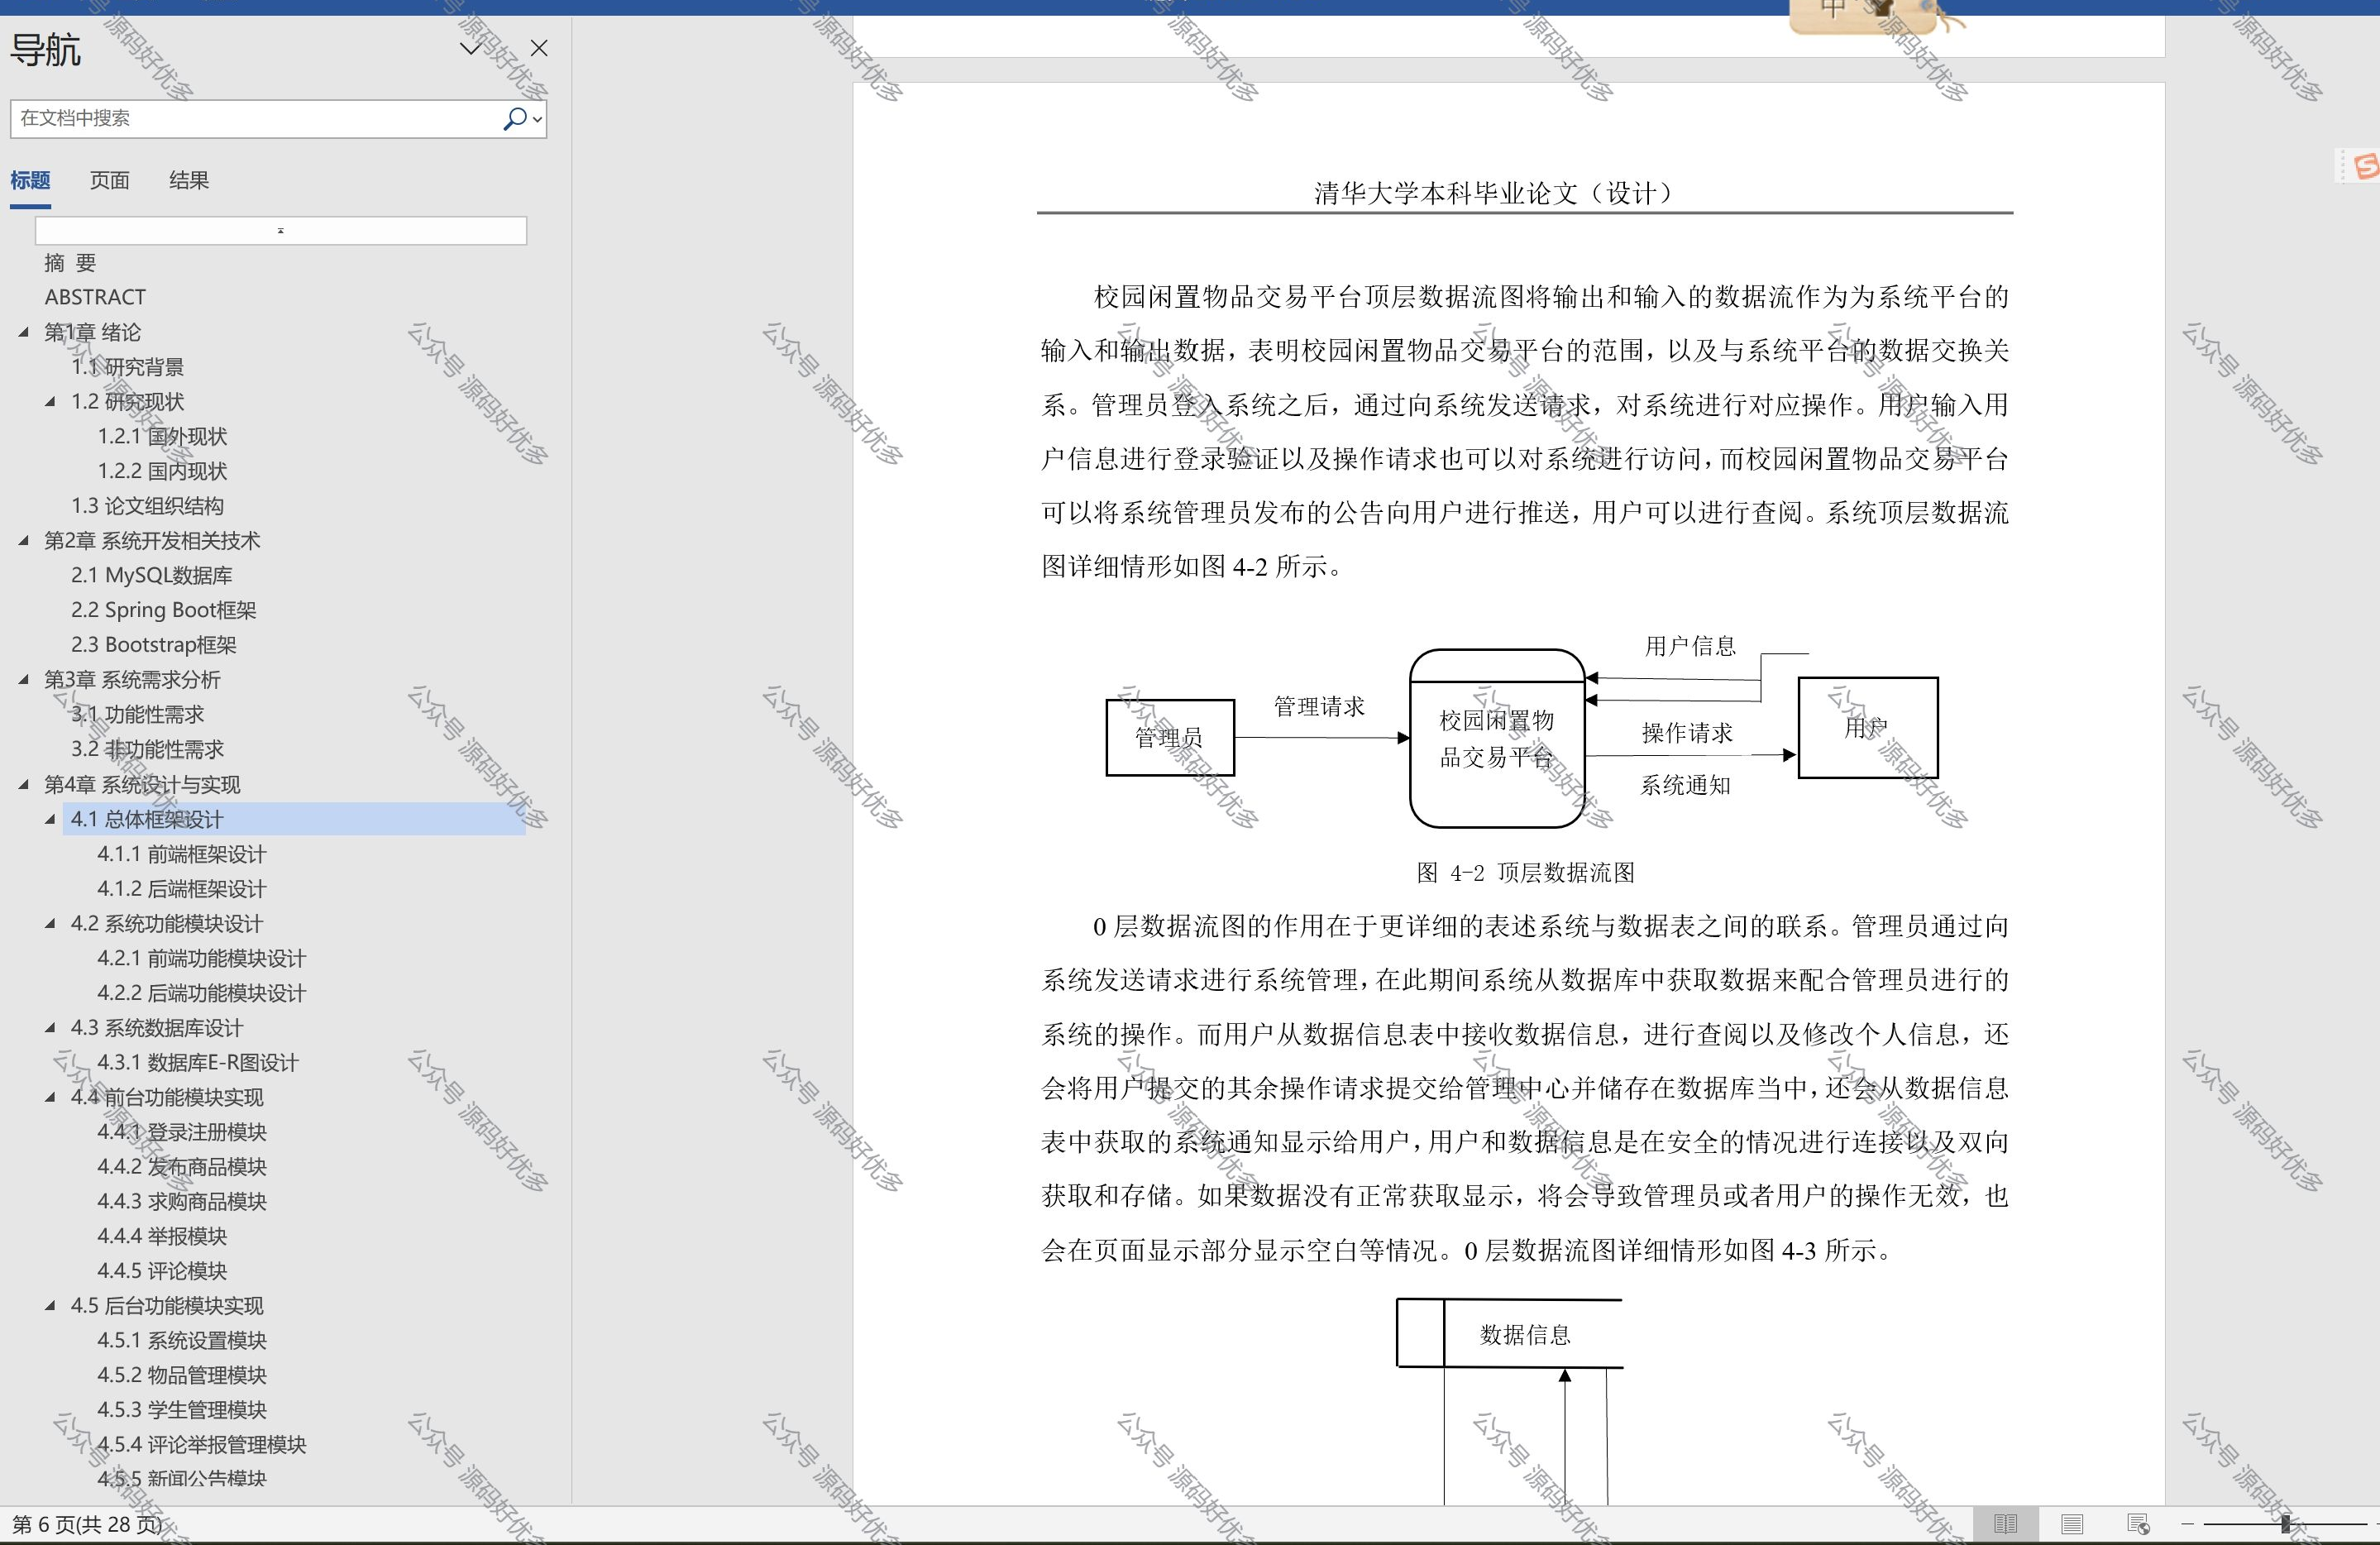 中
导航
在文档中搜索
标题 页面 结果
摘 要
ABSTRACT
第1章 绪论
1.1 研究背景
1.2 研究现状
1.2.1 国外现状
1.2.2 国内现状
1.3 论文组织结构
第2章 系统开发相关技术
2.1 MySQL数据库
2.2 Spring Boot框架
2.3 Bootstrap框架
第3章 系统需求分析
3.1 功能性需求
3.2 非功能性需求
第4章 系统设计与实现
4.1 总体框架设计
4.1.1 前端框架设计
4.1.2 后端框架设计
4.2 系统功能模块设计
4.2.1 前端功能模块设计
4.2.2 后端功能模块设计
4.3 系统数据库设计
4.3.1 数据库E-R图设计
4.4 前台功能模块实现
4.4.1 登录注册模块
4.4.2 发布商品模块
4.4.3 求购商品模块
4.4.4 举报模块
4.4.5 评论模块
4.5 后台功能模块实现
4.5.1 系统设置模块
4.5.2 物品管理模块
4.5.3 学生管理模块
4.5.4 评论举报管理模块
4.5.5 新闻公告模块
第 6 页(共 28 页)
清华大学本科毕业论文（设计）
校园闲置物品交易平台顶层数据流图将输出和输入的数据流作为为系统平台的
输入和输出数据，表明校园闲置物品交易平台的范围，以及与系统平台的数据交换关
系。管理员登入系统之后，通过向系统发送请求，对系统进行对应操作。用户输入用
户信息进行登录验证以及操作请求也可以对系统进行访问，而校园闲置物品交易平台
可以将系统管理员发布的公告向用户进行推送，用户可以进行查阅。系统顶层数据流
图详细情形如图 4-2 所示。
管理员
管理请求
校园闲置物
品交易平台
用户信息
操作请求
系统通知
用户
图 4-2 顶层数据流图
0 层数据流图的作用在于更详细的表述系统与数据表之间的联系。管理员通过向
系统发送请求进行系统管理，在此期间系统从数据库中获取数据来配合管理员进行的
系统的操作。而用户从数据信息表中接收数据信息，进行查阅以及修改个人信息，还
会将用户提交的其余操作请求提交给管理中心并储存在数据库当中，还会从数据信息
表中获取的系统通知显示给用户，用户和数据信息是在安全的情况进行连接以及双向
获取和存储。如果数据没有正常获取显示，将会导致管理员或者用户的操作无效，也
会在页面显示部分显示空白等情况。0 层数据流图详细情形如图 4-3 所示。
数据信息
公众号 源码好优多